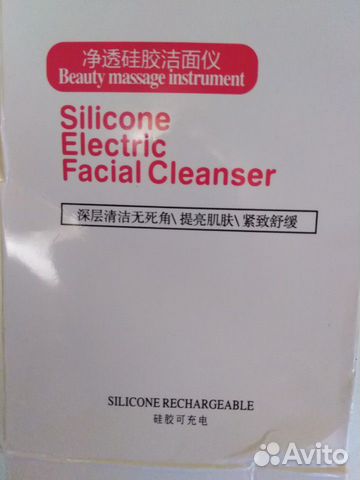 净透硅胶洁面仪
Beauty massage instrument
Silicone
Electric
Facial Cleanser
深层清洁无死角\ 提亮肌肤\ 紧致舒缓
SILICONE RECHARGEABLE
硅胶可充电
Avito